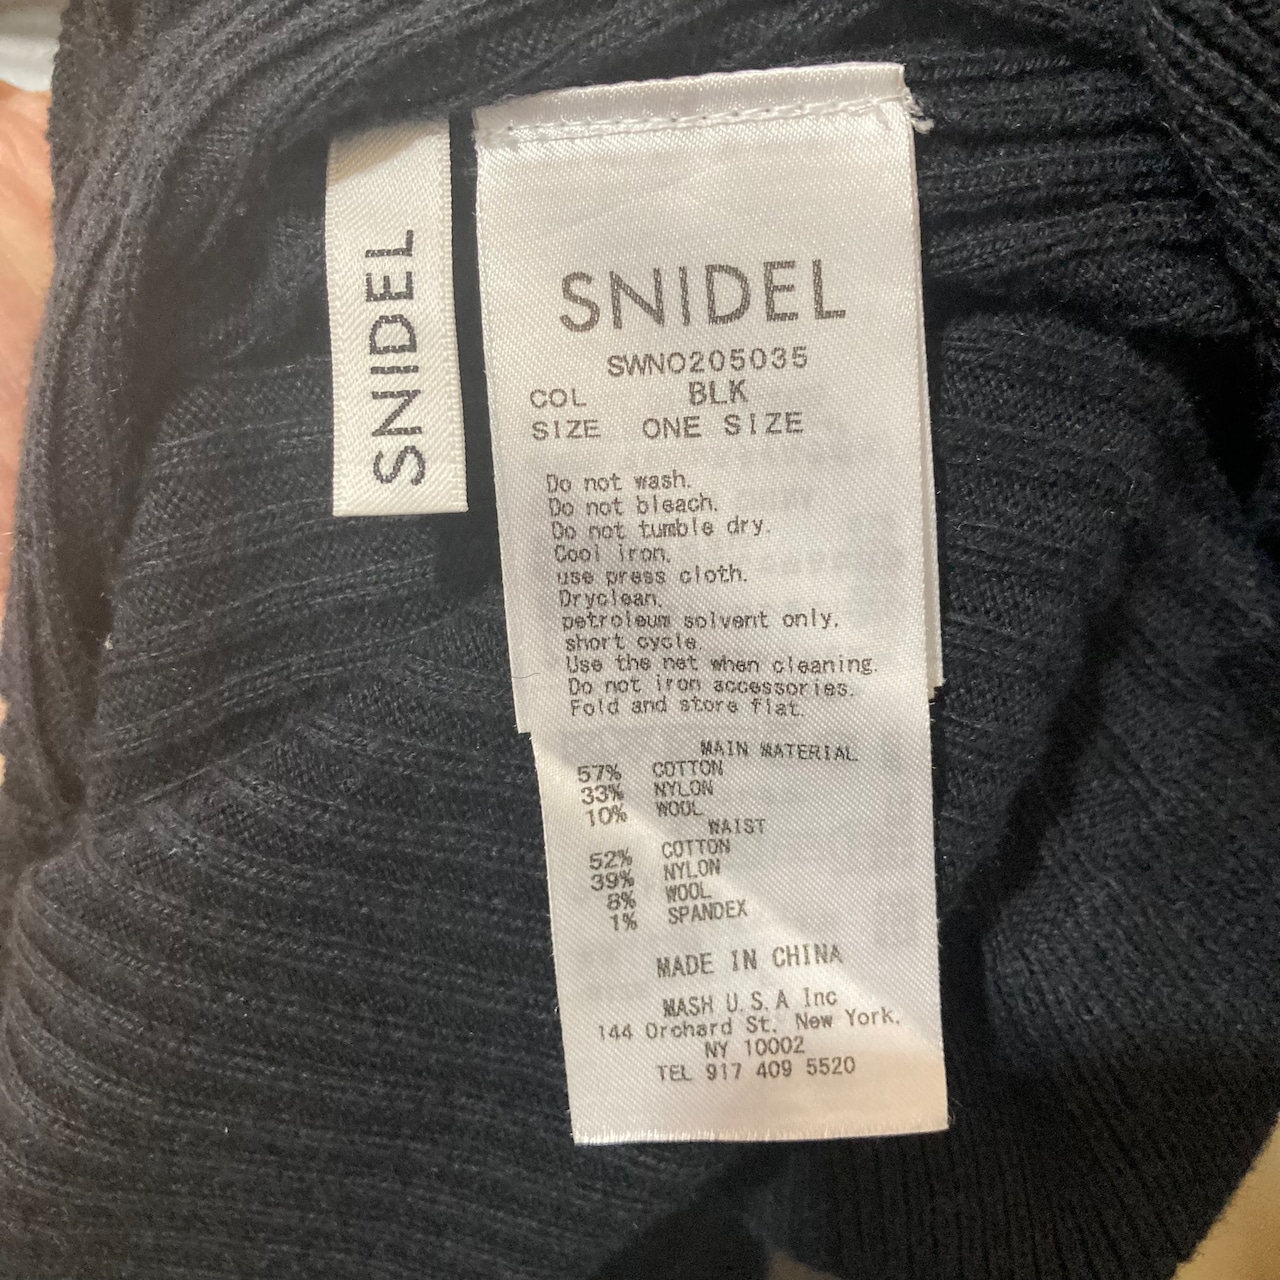 SNIDEL
SNIDEL
SWNO205035
COL BLK
SIZE ONE SIZE
Do not wash.
Do not bleach.
Do not tumble dry.
Cool iron,
use press cloth.
Dryclean,
petroleum solvent only,
short cycle.
Use the net when cleaning.
Do not iron accessories.
Fold and store flat.
MAIN MATERIAL
57% COTTON
33% NYLON
10% WOOL
WAIST
52% COTTON
39% NYLON
8% WOOL
1% SPANDEX
MADE IN CHINA
MASH U.S.A Inc
144 Orchard St. New York,
NY 10002
TEL 917 409 5520